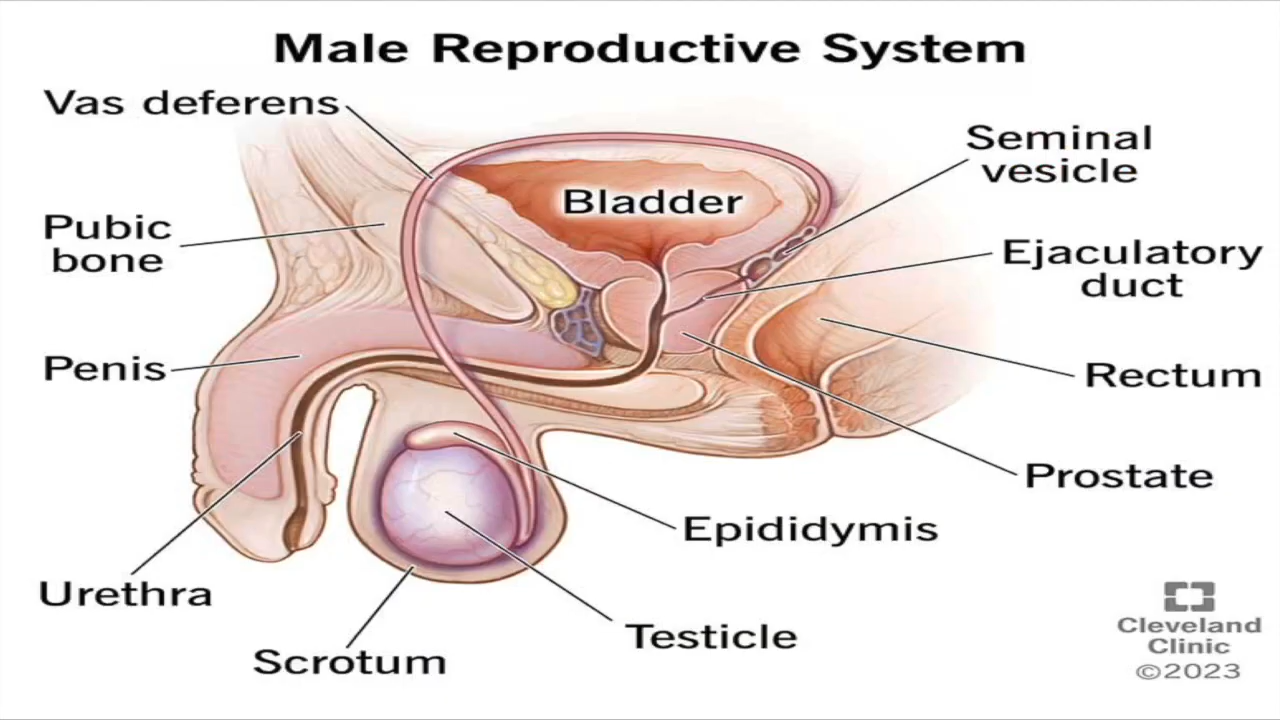 Male Reproductive System
Vas deferens
Seminal
vesicle
Bladder
Pubic
bone
Ejaculatory
duct
Penis
Rectum
Prostate
Epididymis
Urethra
Testicle
Scrotum
Cleveland
Clinic
©2023